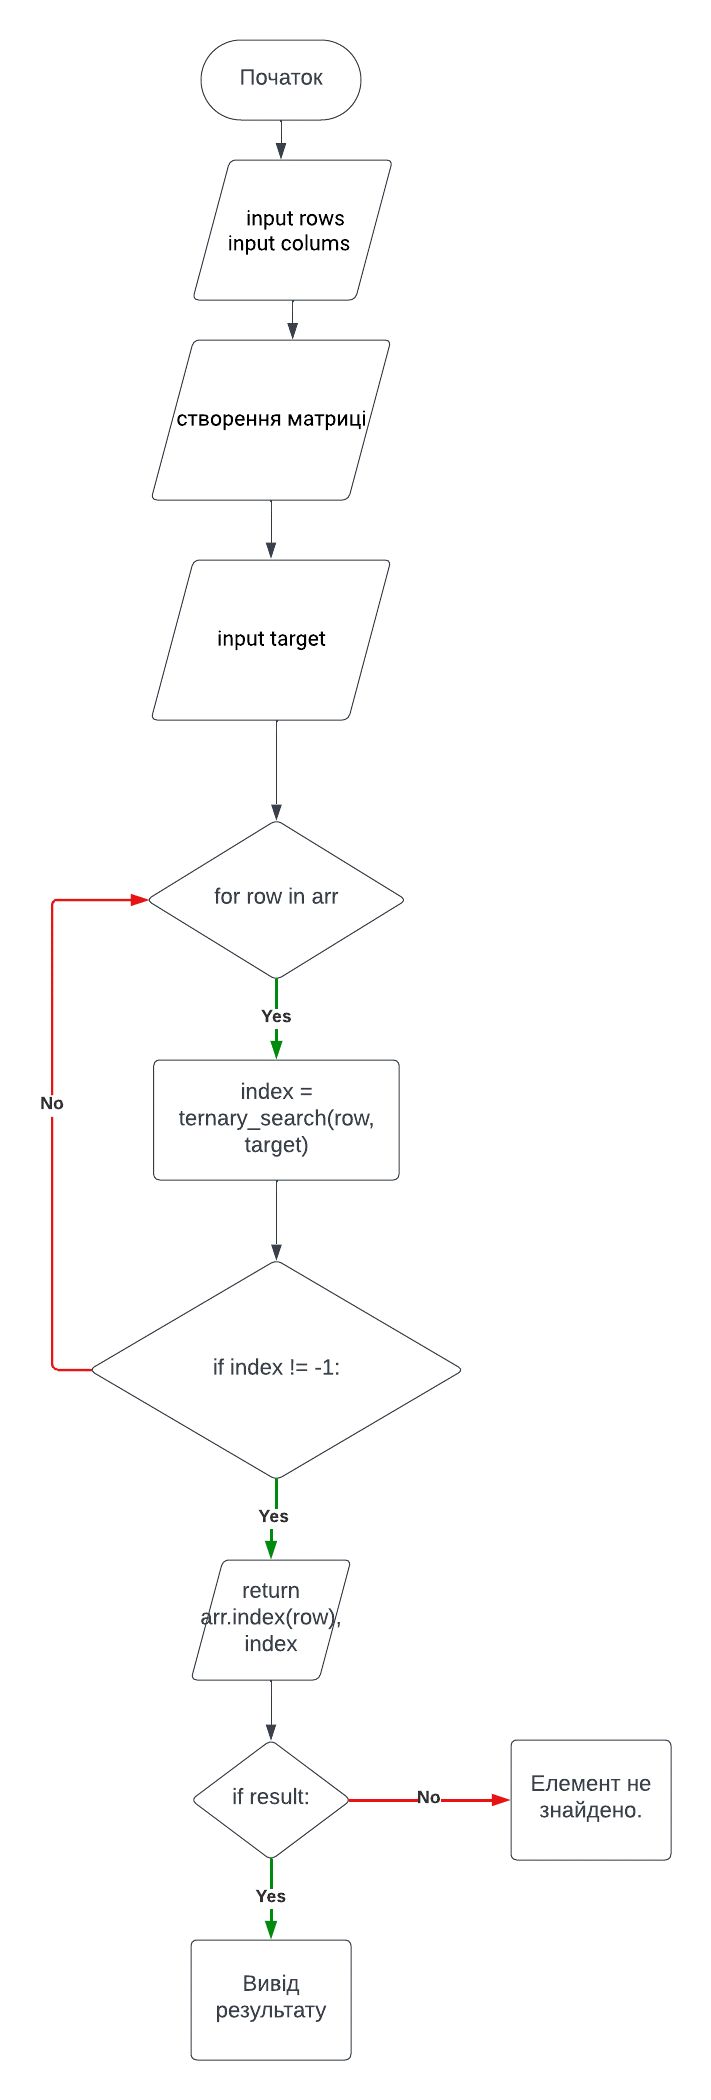 Початок
input rows
input colums
створення матриці
input target
for row in arr
Yes
index =
ternary_search(row,
target)
No
if index != -1:
Yes
return
arr.index(row),
index
if result:
No
Елемент не
знайдено.
Yes
Вивід
результату